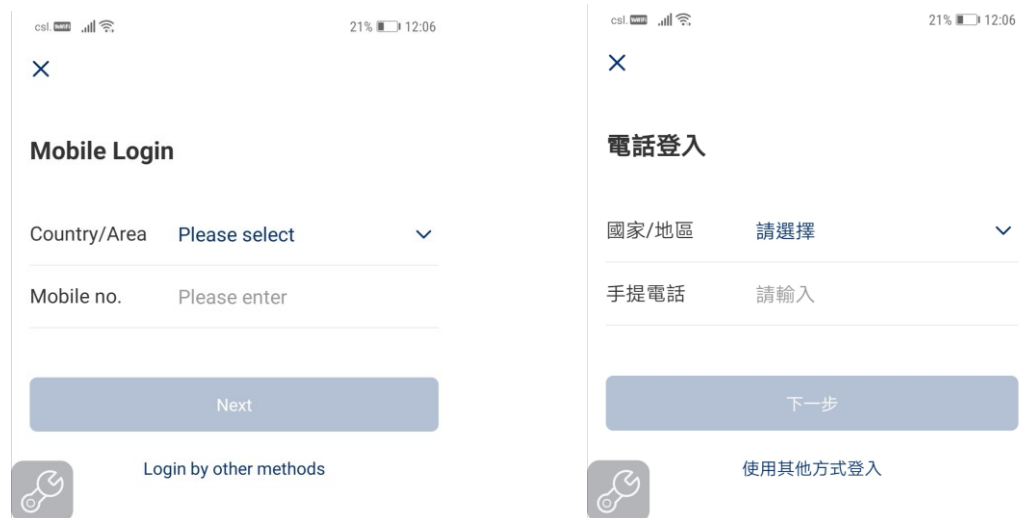 csl. WiFi 21% 12:06
Mobile Login
Country/Area Please select
Mobile no. Please enter
Next
Login by other methods
csl. WiFi 21% 12:06
電話登入
國家/地區 請選擇
手提電話 請輸入
下一步
使用其他方式登入